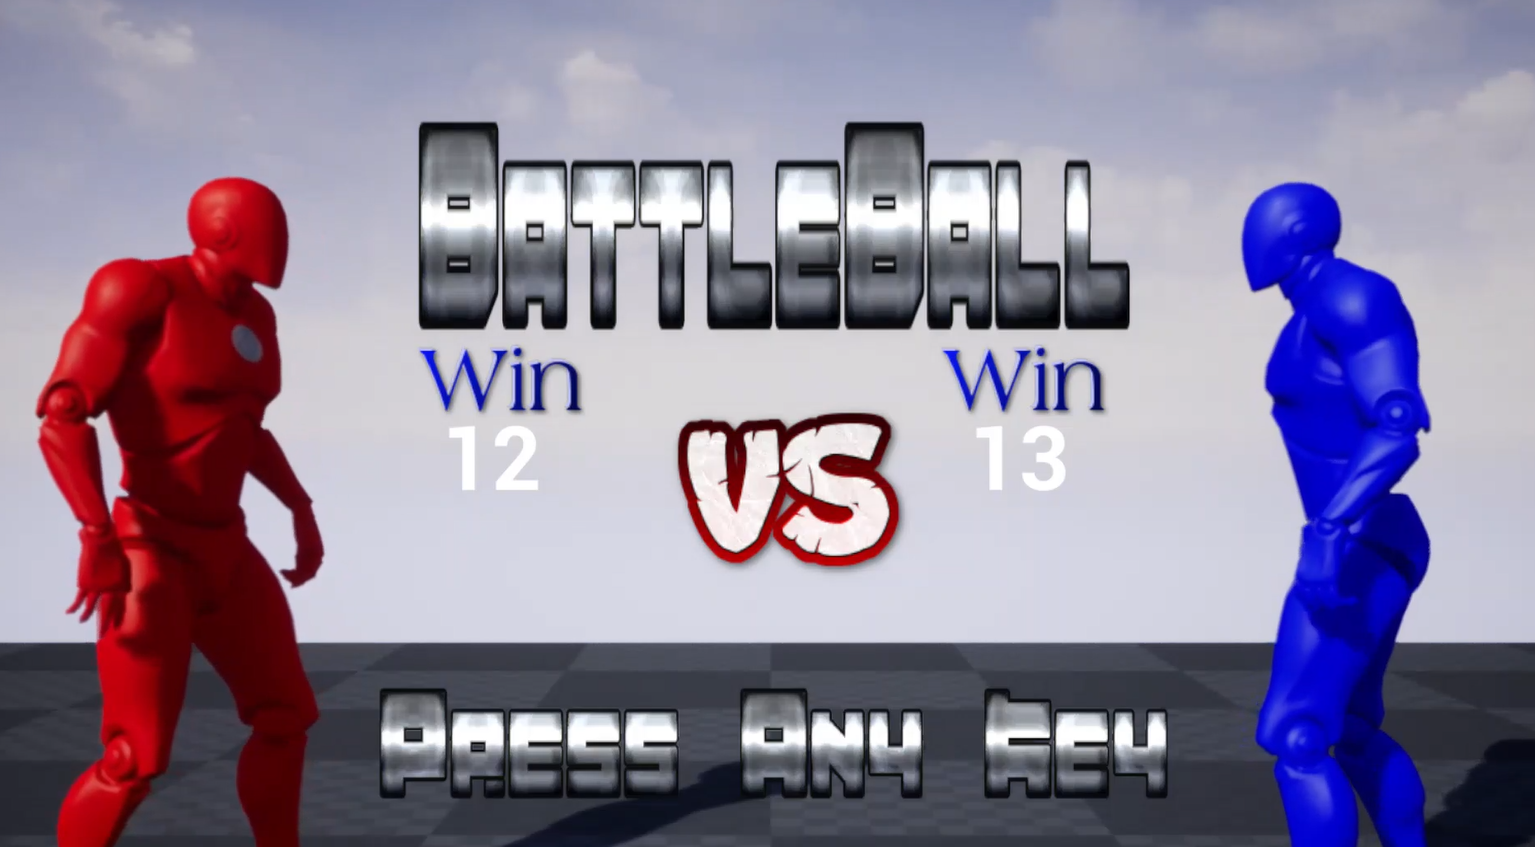 BattleBall
Win Win
12 VS 13
Press Any Key